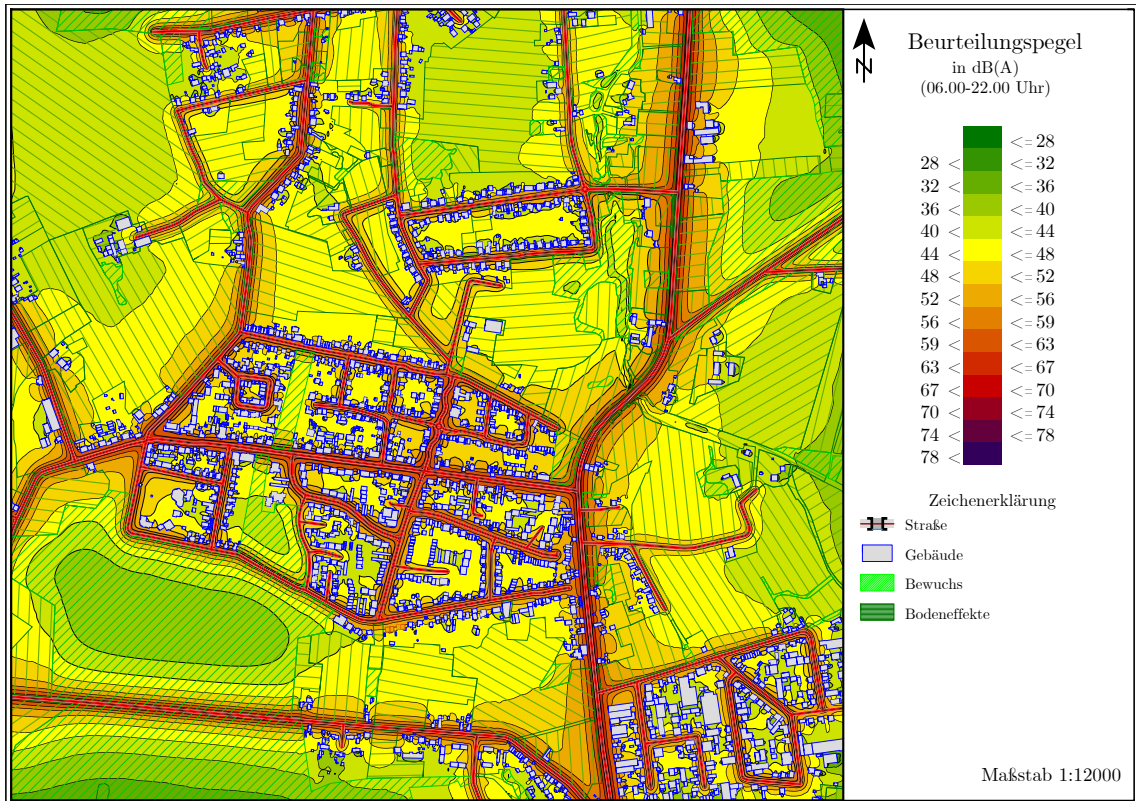 N
Beurteilungspegel
in dB(A)
(06.00-22.00 Uhr)
<= 28
28 < <= 32
32 < <= 36
36 < <= 40
40 < <= 44
44 < <= 48
48 < <= 52
52 < <= 56
56 < <= 59
59 < <= 63
63 < <= 67
67 < <= 70
70 < <= 74
74 < <= 78
78 <
Zeichenerklärung
Straße
Gebäude
Bewuchs
Bodeneffekte
Maßstab 1:12000